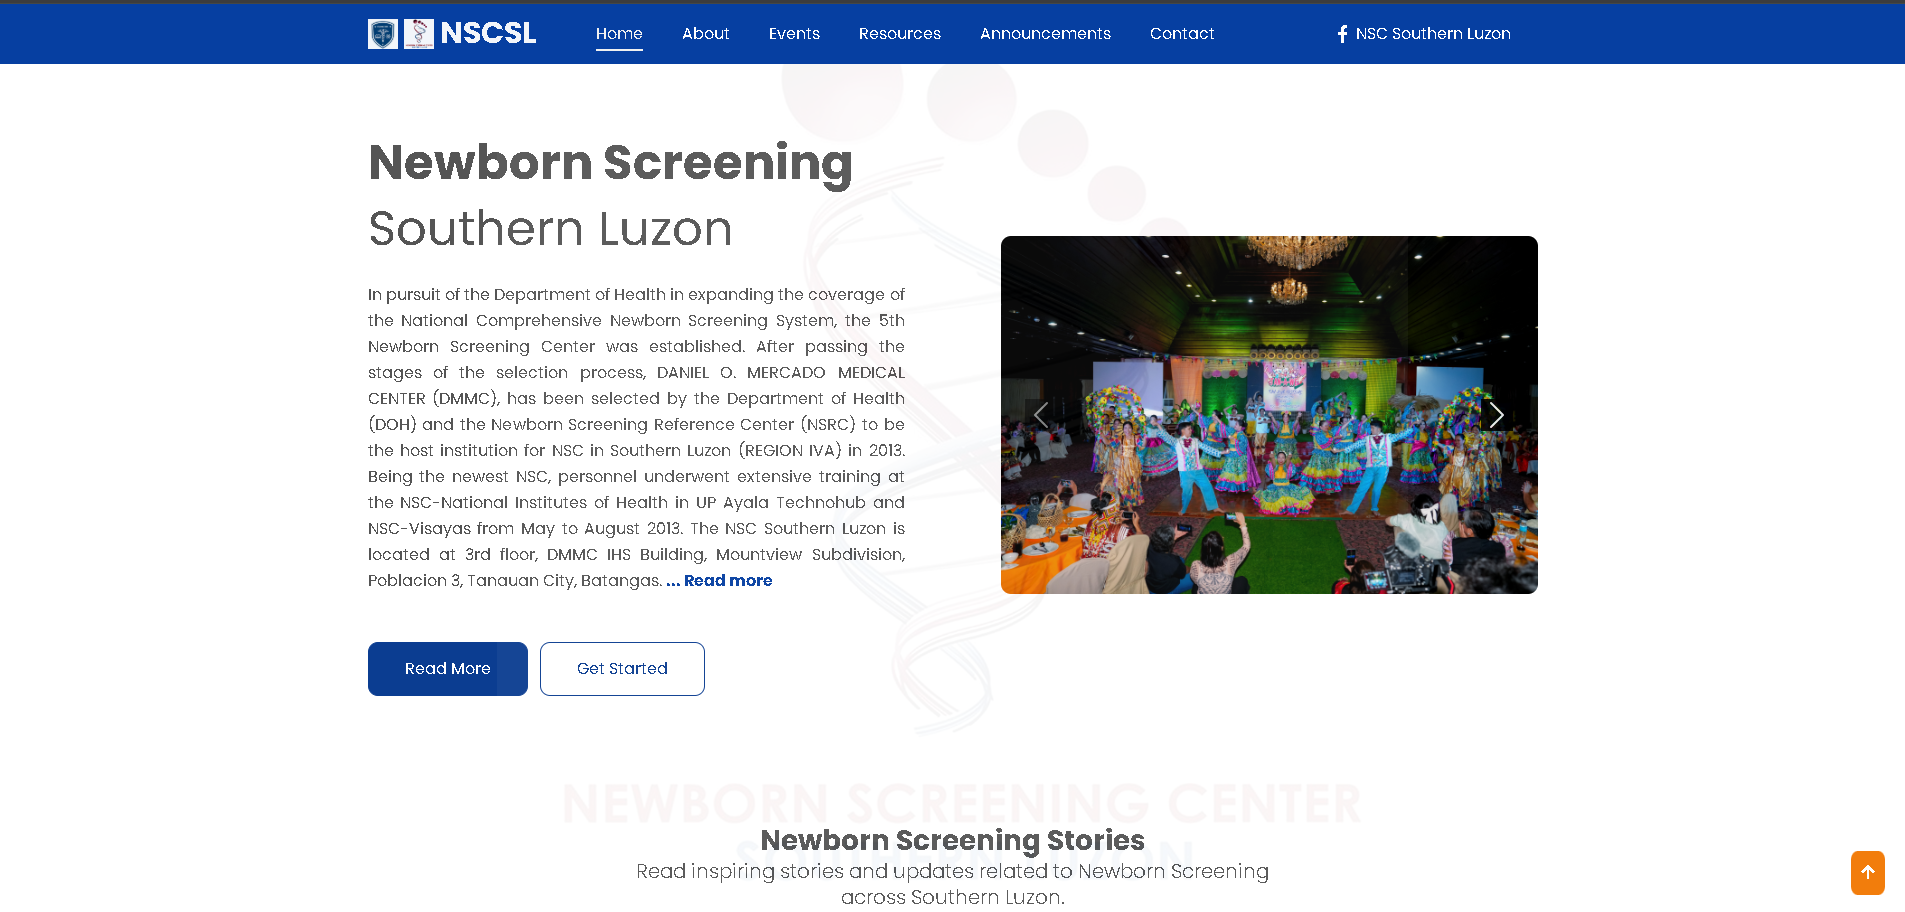 NSCSL
Home
About
Events
Resources
Announcements
Contact
NSC Southern Luzon
Newborn Screening
Southern Luzon
In pursuit of the Department of Health in expanding the coverage of
the National Comprehensive Newborn Screening System, the 5th
Newborn Screening Center was established. After passing the
stages of the selection process, DANIEL O. MERCADO MEDICAL
CENTER (DMMC), has been selected by the Department of Health
(DOH) and the Newborn Screening Reference Center (NSRC) to be
the host institution for NSC in Southern Luzon (REGION IVA) in 2013.
Being the newest NSC, personnel underwent extensive training at
the NSC-National Institutes of Health in UP Ayala Technohub and
NSC-Visayas from May to August 2013. The NSC Southern Luzon is
located at 3rd floor, DMMC IHS Building, Mountview Subdivision,
Poblacion 3, Tanauan City, Batangas. ... Read more
Read More
Get Started
NEWBORN SCREENING CENTER
SOUTHERN LUZON
Newborn Screening Stories
Read inspiring stories and updates related to Newborn Screening
across Southern Luzon.